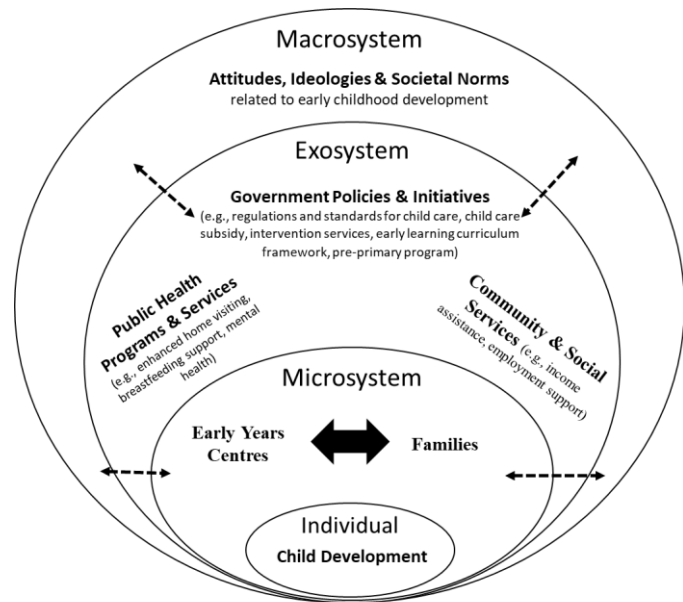 Macrosystem
Attitudes, Ideologies & Societal Norms
related to early childhood development
Exosystem
Government Policies & Initiatives
(e.g., regulations and standards for child care, child care
subsidy, intervention services, early learning curriculum
framework, pre-primary program)
Public Health
Programs & Services
(e.g., enhanced home visiting,
breastfeeding support, mental
health)
Community & Social
Services (e.g., income
assistance, employment support)
Microsystem
Early Years
Centres
Families
Individual
Child Development